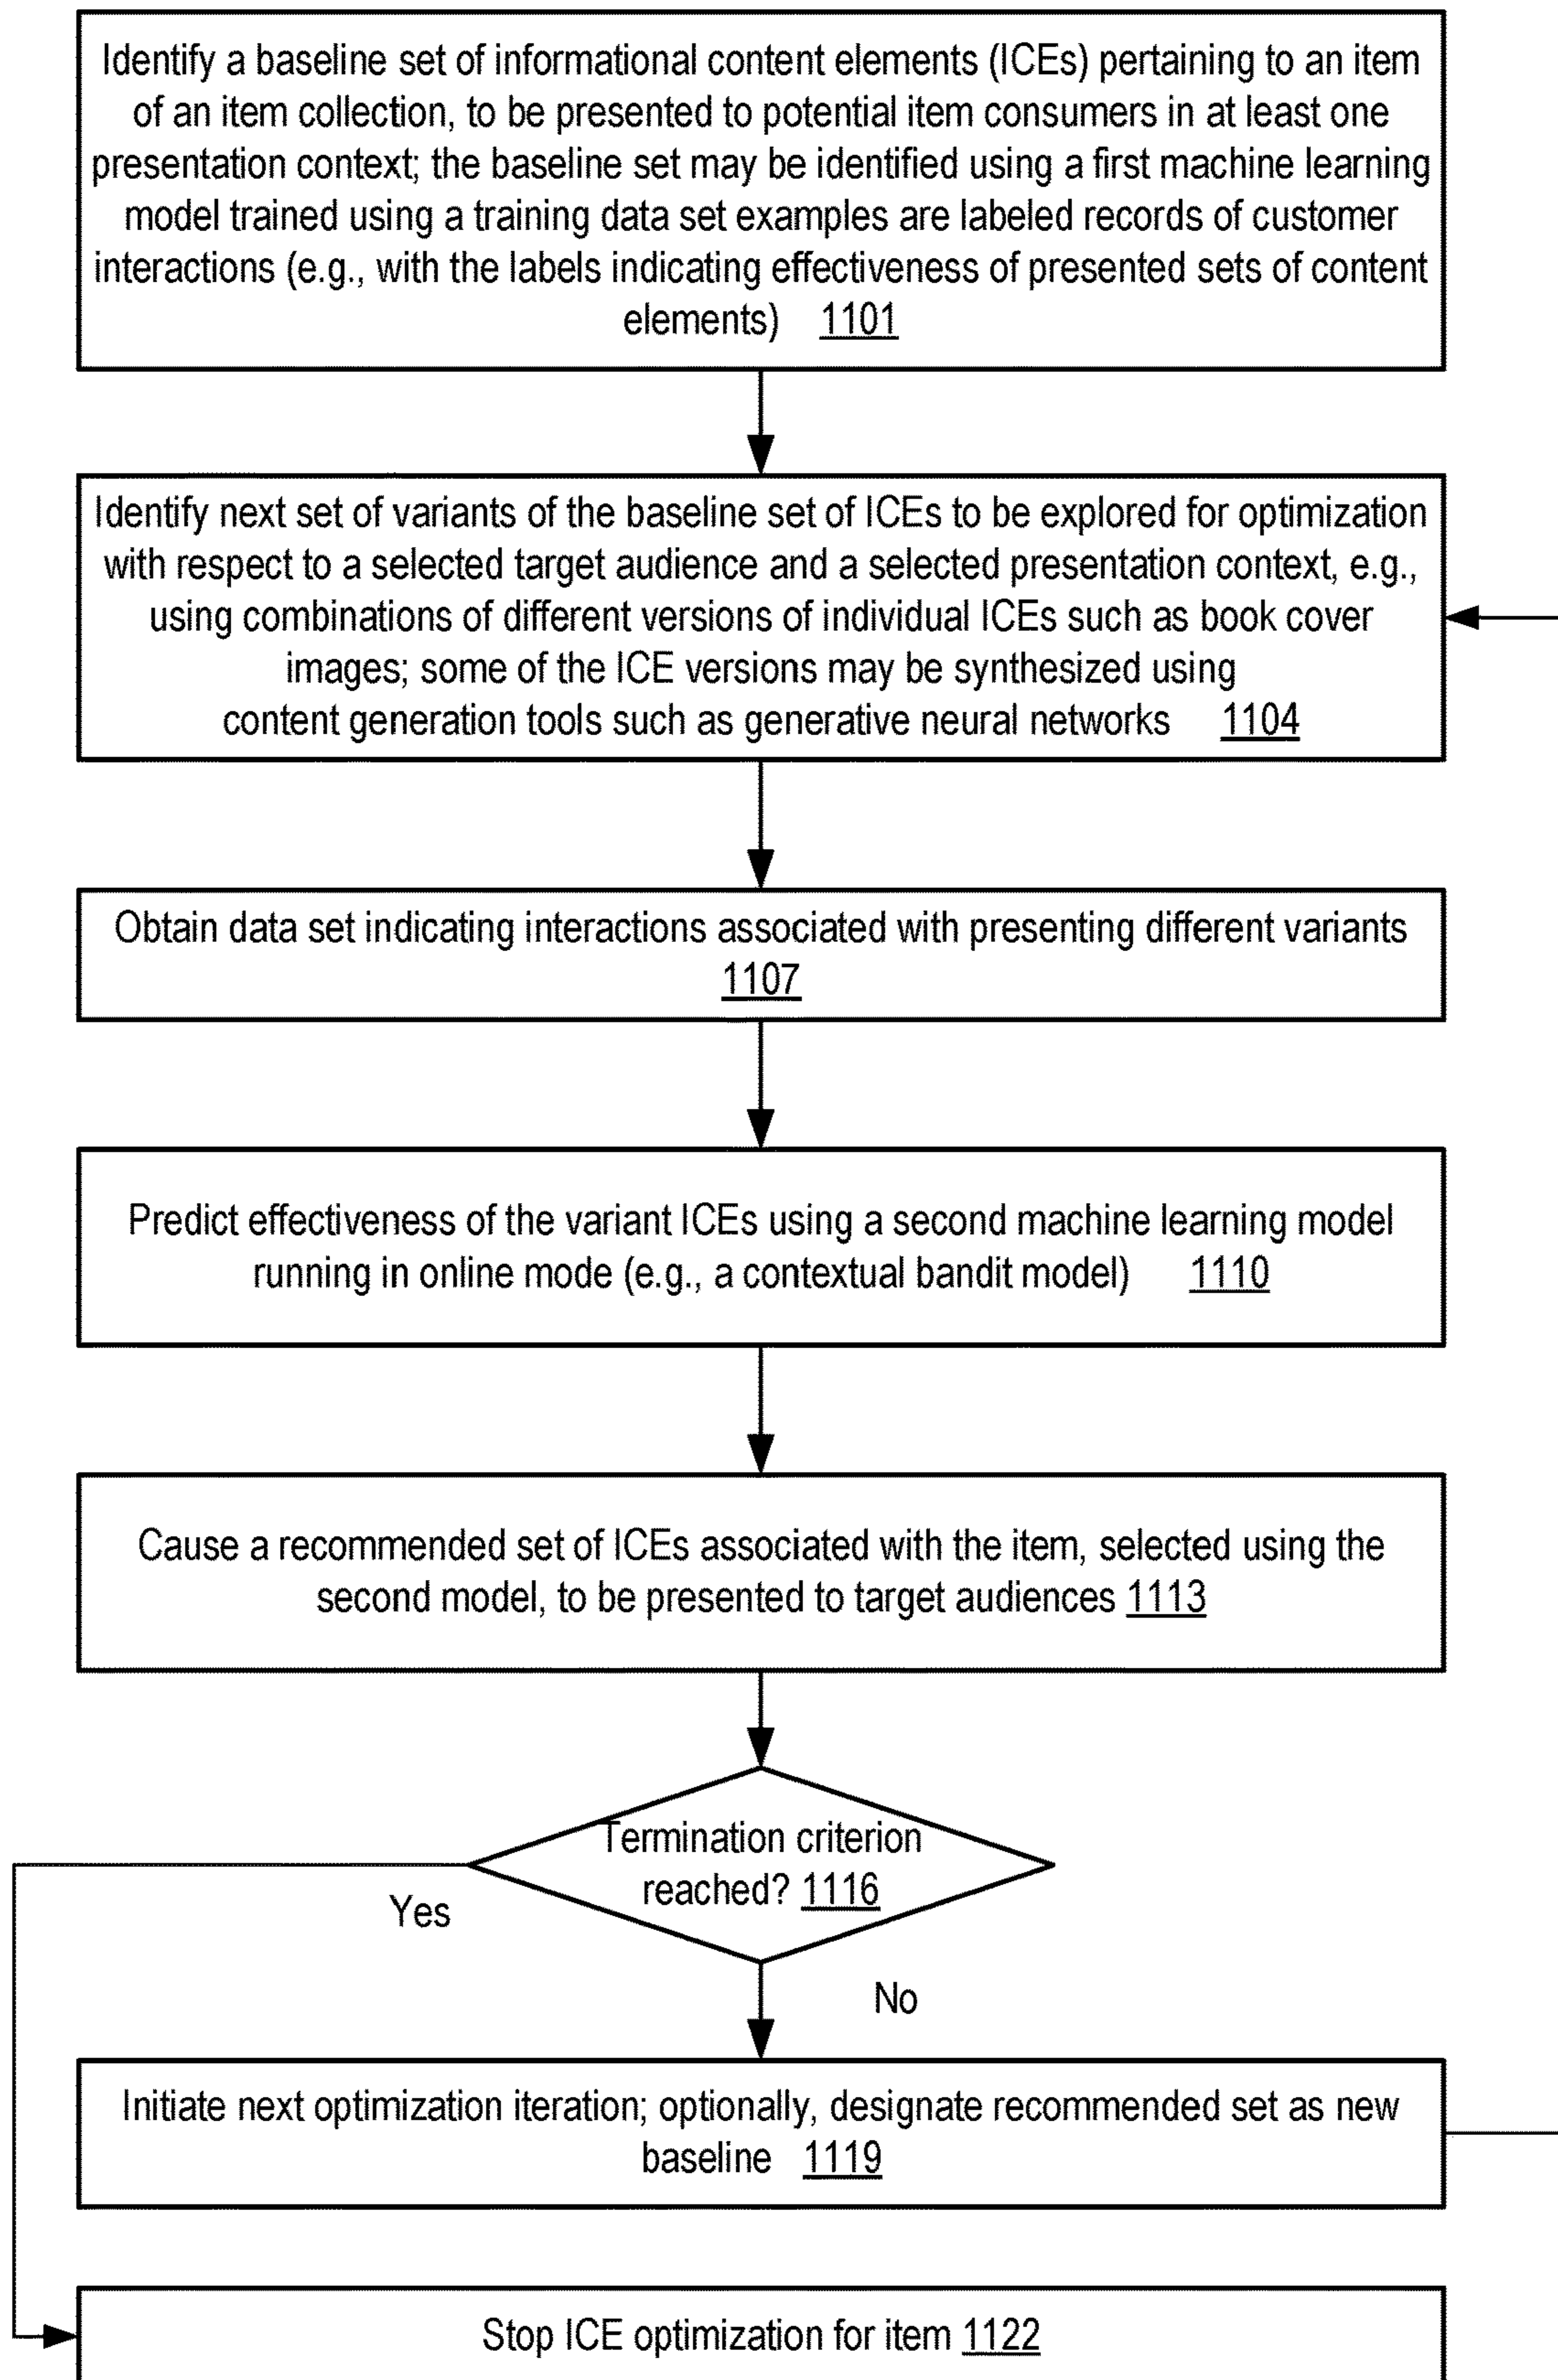 Identify a baseline set of informational content elements (ICEs) pertaining to an item
of an item collection, to be presented to potential item consumers in at least one
presentation context; the baseline set may be identified using a first machine learning
model trained using a training data set examples are labeled records of customer
interactions (e.g., with the labels indicating effectiveness of presented sets of content
elements) 1101
Identify next set of variants of the baseline set of ICEs to be explored for optimization
with respect to a selected target audience and a selected presentation context, e.g.,
using combinations of different versions of individual ICEs such as book cover
images; some of the ICE versions may be synthesized using
content generation tools such as generative neural networks 1104
Obtain data set indicating interactions associated with presenting different variants
1107
Predict effectiveness of the variant ICEs using a second machine learning model
running in online mode (e.g., a contextual bandit model) 1110
Cause a recommended set of ICEs associated with the item, selected using the
second model, to be presented to target audiences 1113
Termination criterion
reached? 1116
Yes
No
Initiate next optimization iteration; optionally, designate recommended set as new
baseline 1119
Stop ICE optimization for item 1122